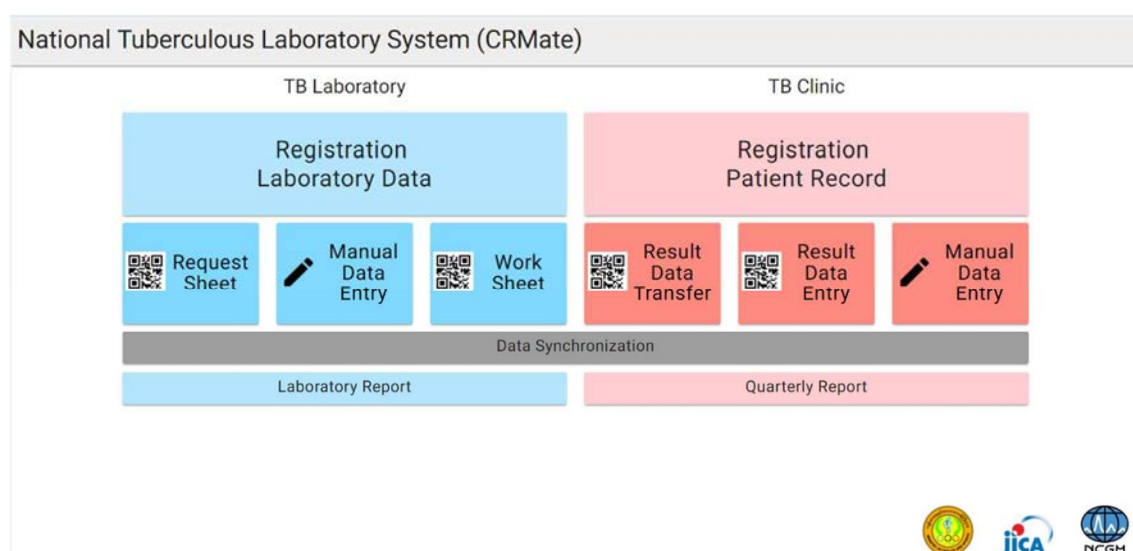 National Tuberculous Laboratory System (CRMate)
TB Laboratory
TB Clinic
Registration
Laboratory Data
Registration
Patient Record
Request
Sheet
Manual
Data
Entry
Work
Sheet
Result
Data
Transfer
Result
Data
Entry
Manual
Data
Entry
Data Synchronization
Laboratory Report
Quarterly Report
jICA
NCGM